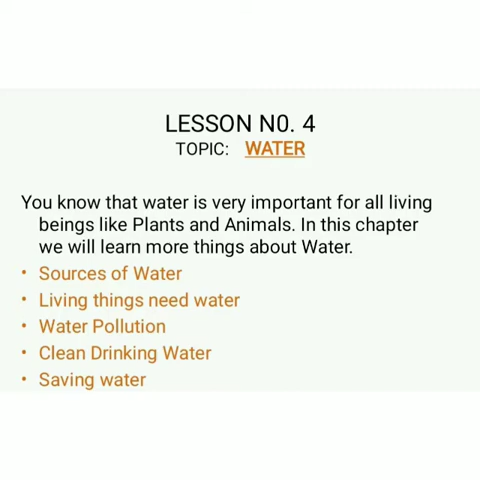 LESSON N0. 4
TOPIC: WATER
You know that water is very important for all living
beings like Plants and Animals. In this chapter
we will learn more things about Water.
• Sources of Water
• Living things need water
• Water Pollution
• Clean Drinking Water
• Saving water